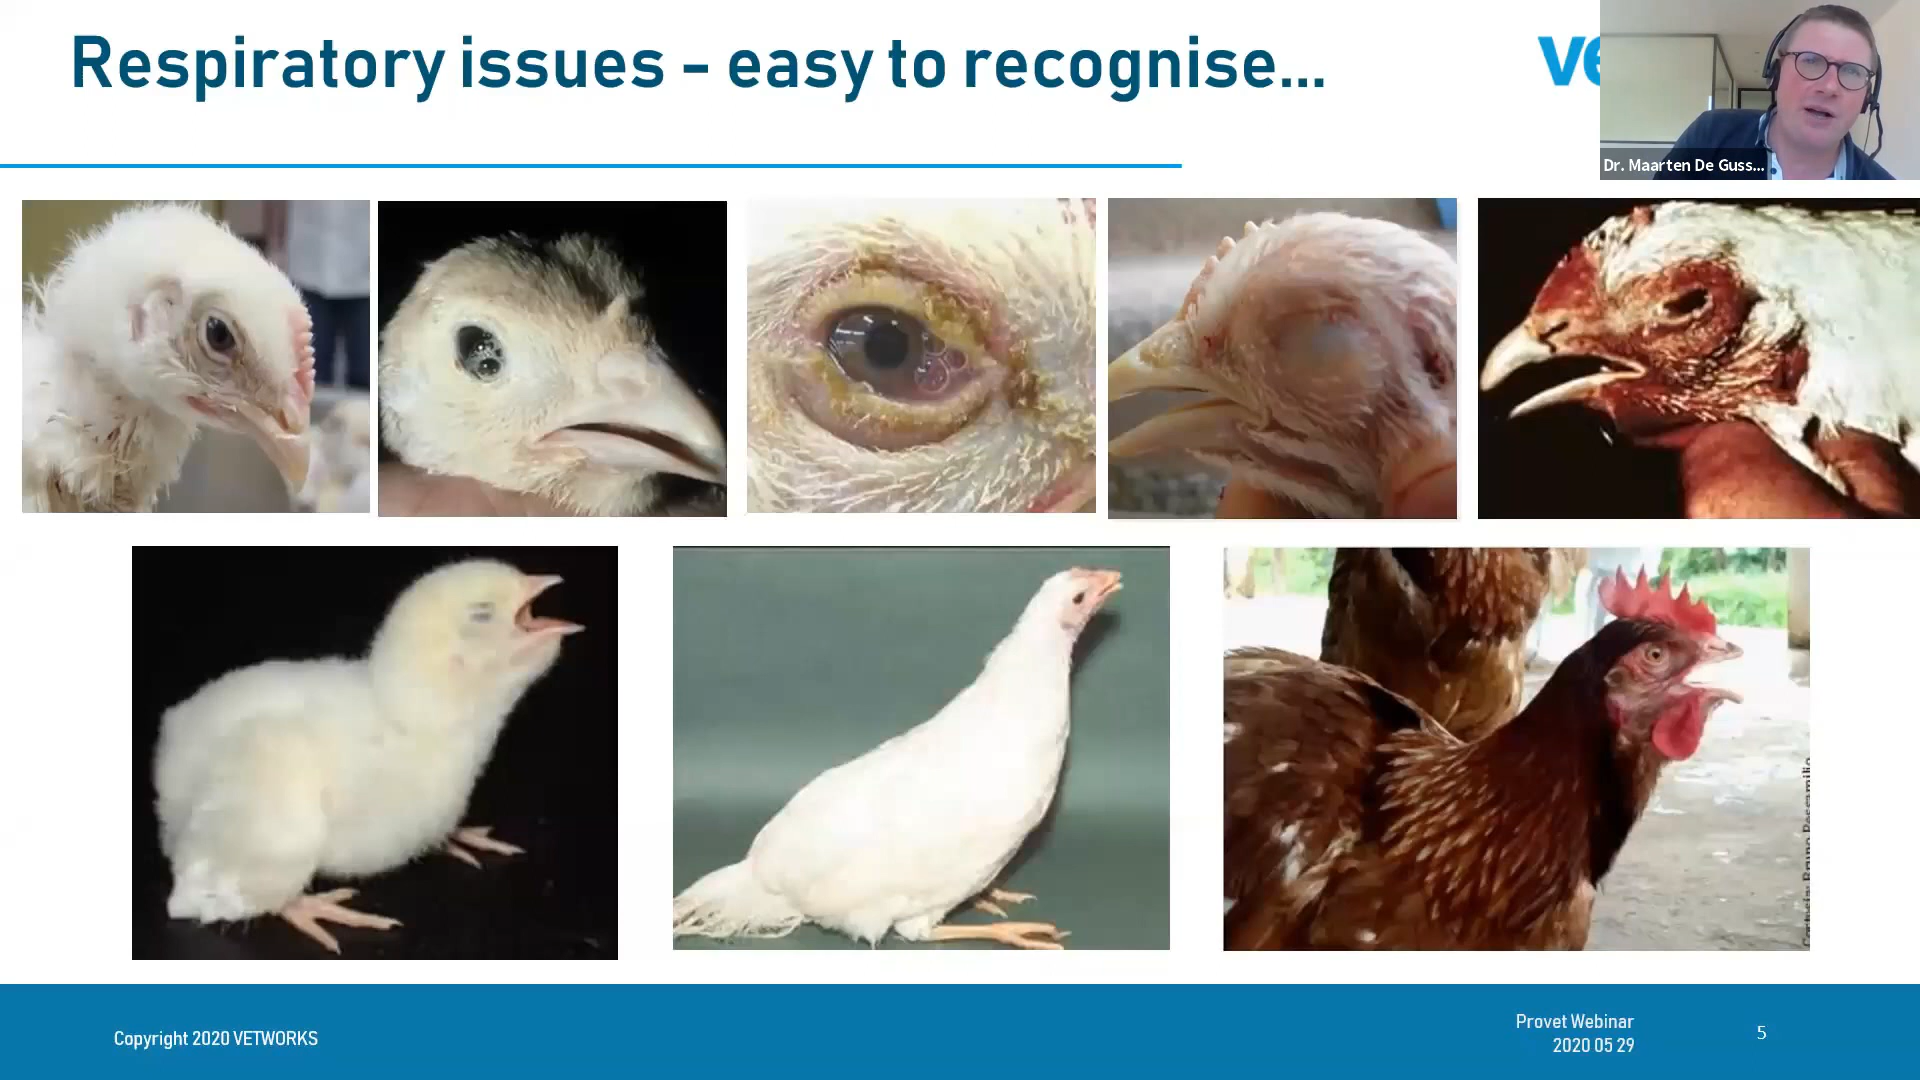 Respiratory issues - easy to recognise...
Dr. Maarten De Guss...
Copyright 2020 VETWORKS
Provet Webinar
2020 05 29
5